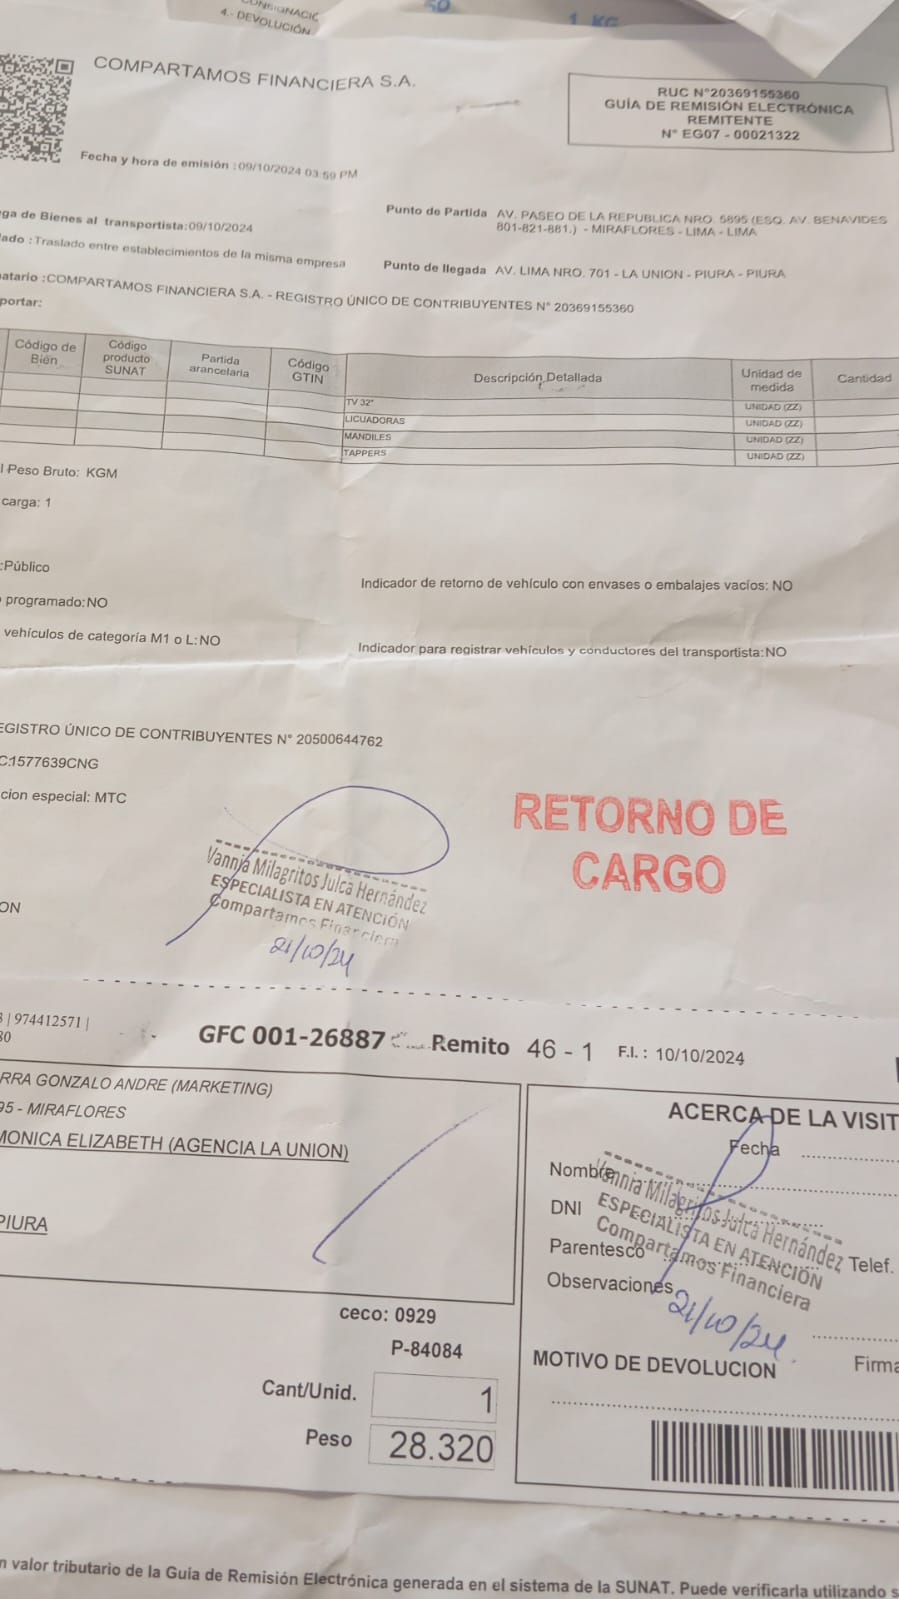 4.- DEVOLUCIÓN
1 KG
COMPARTAMOS FINANCIERA S.A.
RUC N°20369155360
GUÍA DE REMISIÓN ELECTRÓNICA
REMITENTE
N° EG07 - 00021322
Fecha y hora de emisión :09/10/2024 03:59 PM
ga de Bienes al transportista:09/10/2024
Punto de Partida AV. PASEO DE LA REPUBLICA NRO. 5895 (ESQ. AV. BENAVIDES
801-821-881.) - MIRAFLORES - LIMA - LIMA
lado :Traslado entre establecimientos de la misma empresa
Punto de llegada AV. LIMA NRO. 701 - LA UNION - PIURA - PIURA
atario :COMPARTAMOS FINANCIERA S.A. - REGISTRO ÚNICO DE CONTRIBUYENTES N° 20369155360
portar:
Código de Bien Código producto SUNAT Partida arancelaria Código GTIN Descripción Detallada Unidad de medida Cantidad
TV 32" UNIDAD (ZZ)
LICUADORAS UNIDAD (ZZ)
MANDILES UNIDAD (ZZ)
TAPPERS UNIDAD (ZZ)
l Peso Bruto: KGM
carga: 1
:Público
Indicador de retorno de vehículo con envases o embalajes vacíos: NO
programado:NO
vehículos de categoría M1 o L:NO
Indicador para registrar vehículos y conductores del transportista:NO
EGISTRO ÚNICO DE CONTRIBUYENTES N° 20500644762
C:1577639CNG
cion especial: MTC
RETORNO DE
CARGO
Vannia Milagritos Julca Hernández
ESPECIALISTA EN ATENCIÓN
Compartamos Financiera
21/10/24
ON
| 974412571 |
80
GFC 001-26887 Remito 46 - 1 F.I. : 10/10/2024
RRA GONZALO ANDRE (MARKETING)
95 - MIRAFLORES
MONICA ELIZABETH (AGENCIA LA UNION)
PIURA
ACERCA DE LA VISIT
Fecha
Nombre
DNI
Parentesco Telef.
Observaciones
Vannia Milagritos Julca Hernández
ESPECIALISTA EN ATENCIÓN
Compartamos Financiera
21/10/24
ceco: 0929
P-84084
MOTIVO DE DEVOLUCION Firma
Cant/Unid. 1
Peso 28.320
n valor tributario de la Guía de Remisión Electrónica generada en el sistema de la SUNAT. Puede verificarla utilizando s